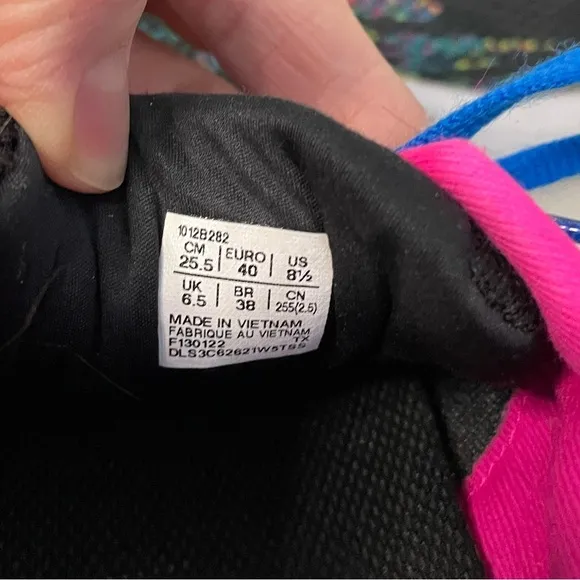 1012B282
CM EURO US
25.5 40 8½
UK BR CN
6.5 38 255(2.5)
MADE IN VIETNAM
FABRIQUE AU VIETNAM
F130122 TX
DLS3C62621W5TSS